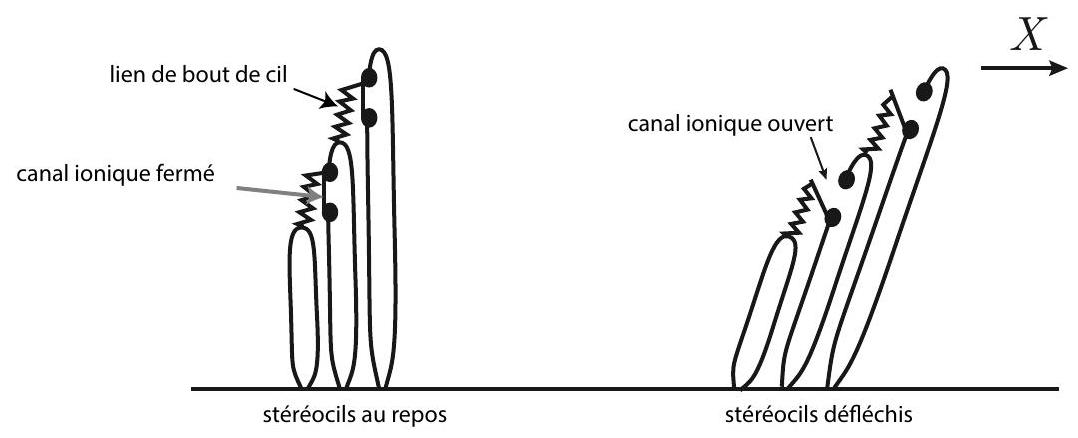 X
lien de bout de cil
canal ionique ouvert
canal ionique fermé
stéréocils au repos
stéréocils défléchis